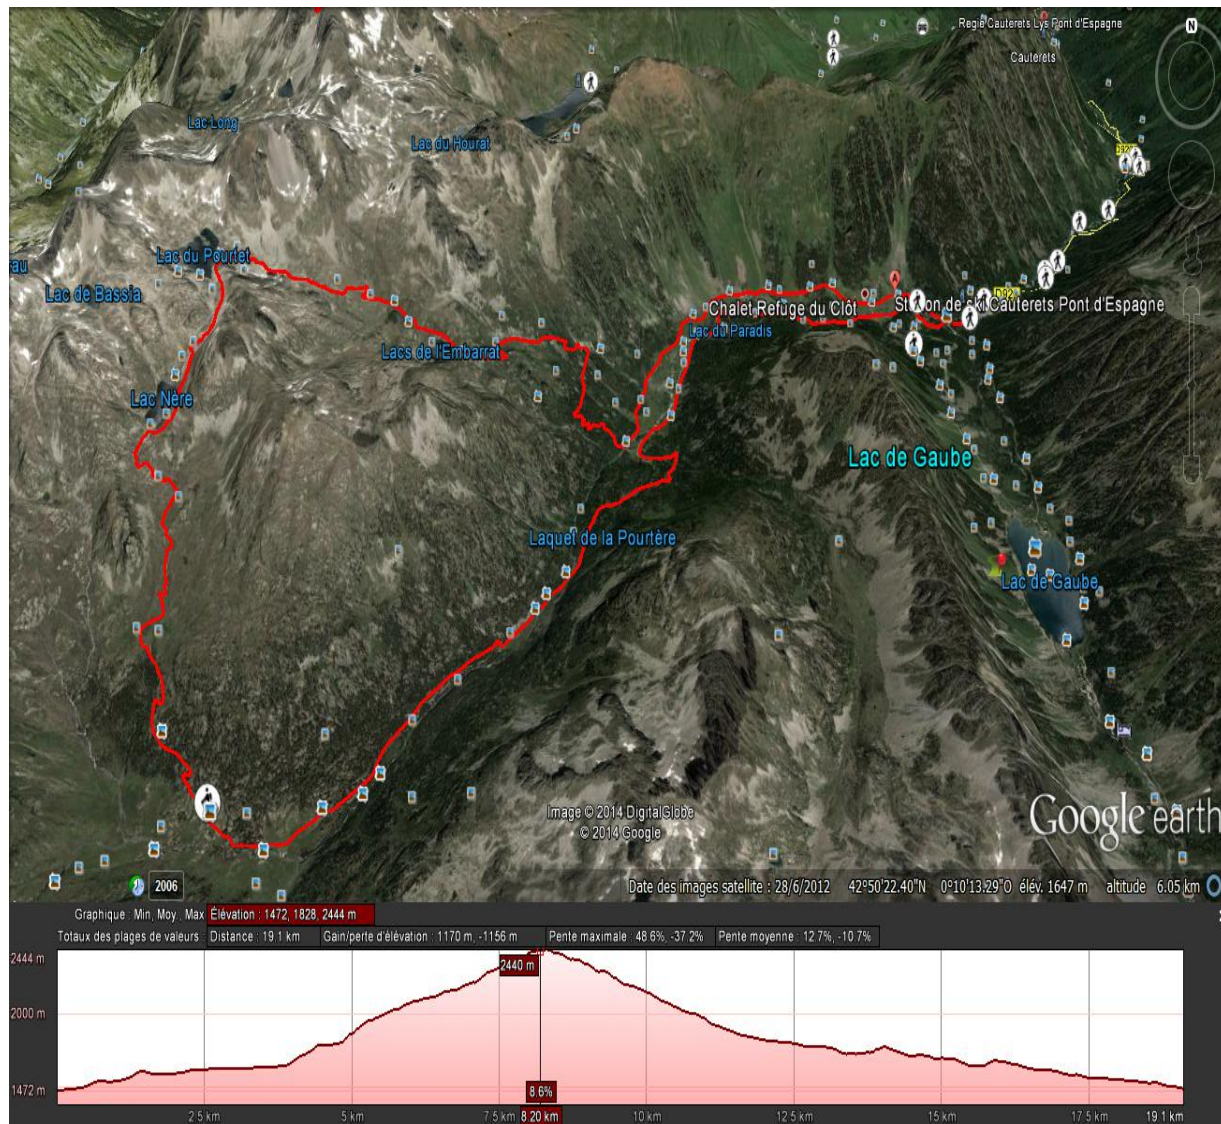 Regie Cauterets Lys Pont d'Espagne
N
Cauterets
Lac Long
Lac du Hourat
D920
Lac du Pourtet
Lac de Bassia
A
D920
Chalet Refuge du Clôt
Station de ski Cauterets Pont d'Espagne
Lac du Paradis
Lacs de l'Embarrat
Lac Nère
Lac de Gaube
Laquet de la Pourtère
Lac de Gaube
Image © 2014 DigitalGlobe
© 2014 Google
Google earth
2006
Date des images satellite : 28/6/2012 42°50'22.40"N 0°10'13.29"O élév. 1647 m altitude 6.05 km
Graphique : Min, Moy., Max Élévation : 1472, 1828, 2444 m
Totaux des plages de valeurs : Distance : 19.1 km Gain/perte d'élévation : 1170 m, -1156 m Pente maximale : 48.6%, -37.2% Pente moyenne : 12.7%, -10.7%
2444 m
2440 m
2000 m
1472 m
8.6%
2.5 km 5 km 7.5 km 8.20 km 10 km 12.5 km 15 km 17.5 km 19.1 km